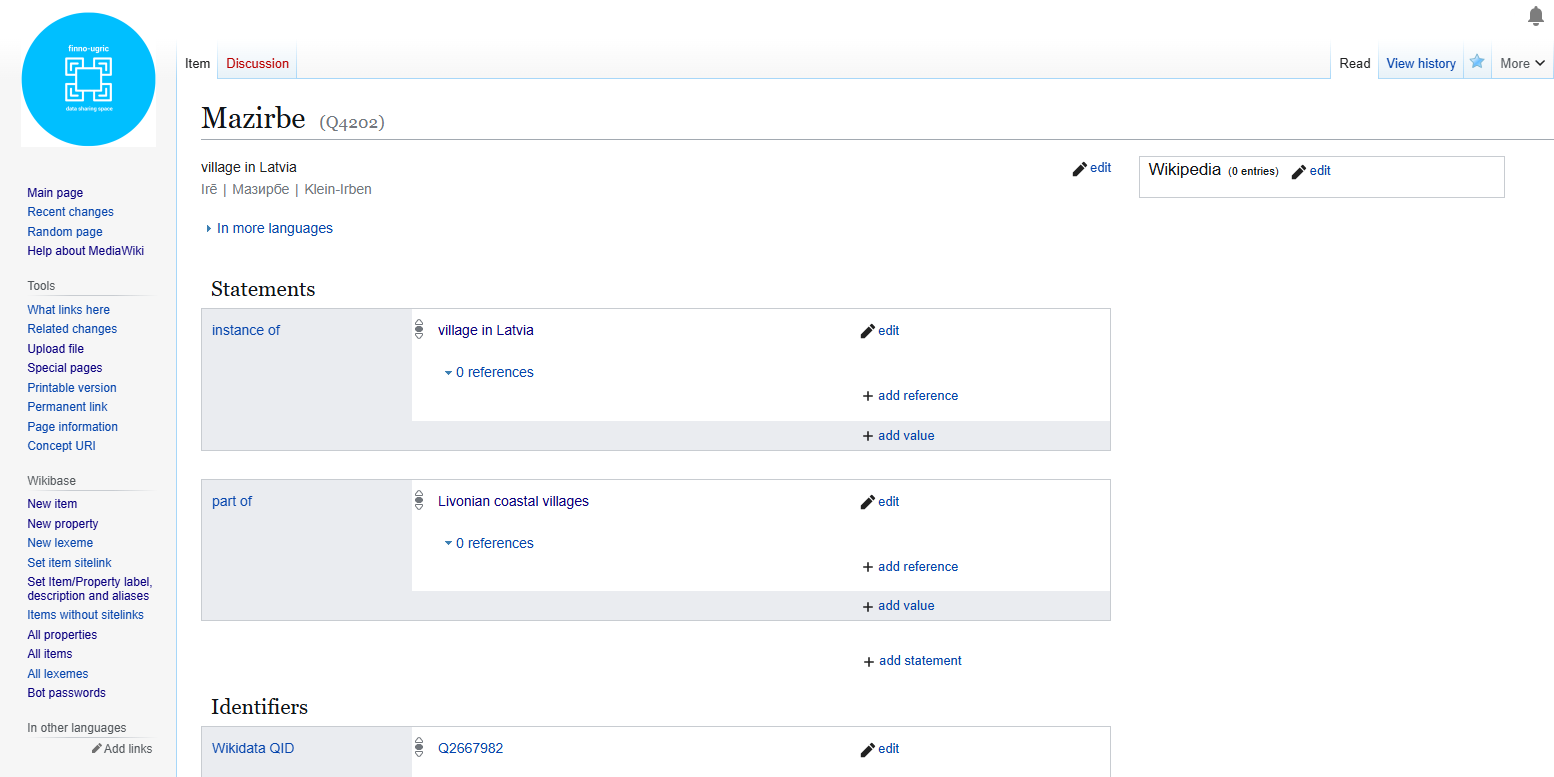 finno-ugric
data sharing space
Main page
Recent changes
Random page
Help about MediaWiki
Tools
What links here
Related changes
Upload file
Special pages
Printable version
Permanent link
Page information
Concept URI
Wikibase
New item
New property
New lexeme
Set item sitelink
Set Item/Property label,
description and aliases
Items without sitelinks
All properties
All items
All lexemes
Bot passwords
In other languages
Add links
Item Discussion
Read View history More
Mazirbe (Q4202)
village in Latvia edit
Irē | Мазирбе | Klein-Irben
In more languages
Wikipedia (0 entries) edit
Statements
instance of village in Latvia edit
0 references
+ add reference
+ add value
part of Livonian coastal villages edit
0 references
+ add reference
+ add value
+ add statement
Identifiers
Wikidata QID Q2667982 edit